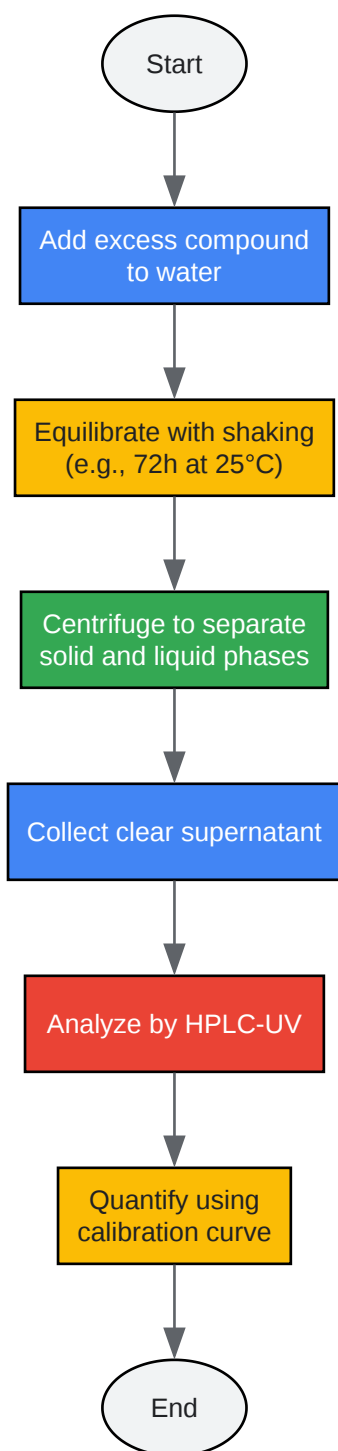 Start
Add excess compound
to water
Equilibrate with shaking
(e.g., 72h at 25°C)
Centrifuge to separate
solid and liquid phases
Collect clear supernatant
Analyze by HPLC-UV
Quantify using
calibration curve
End